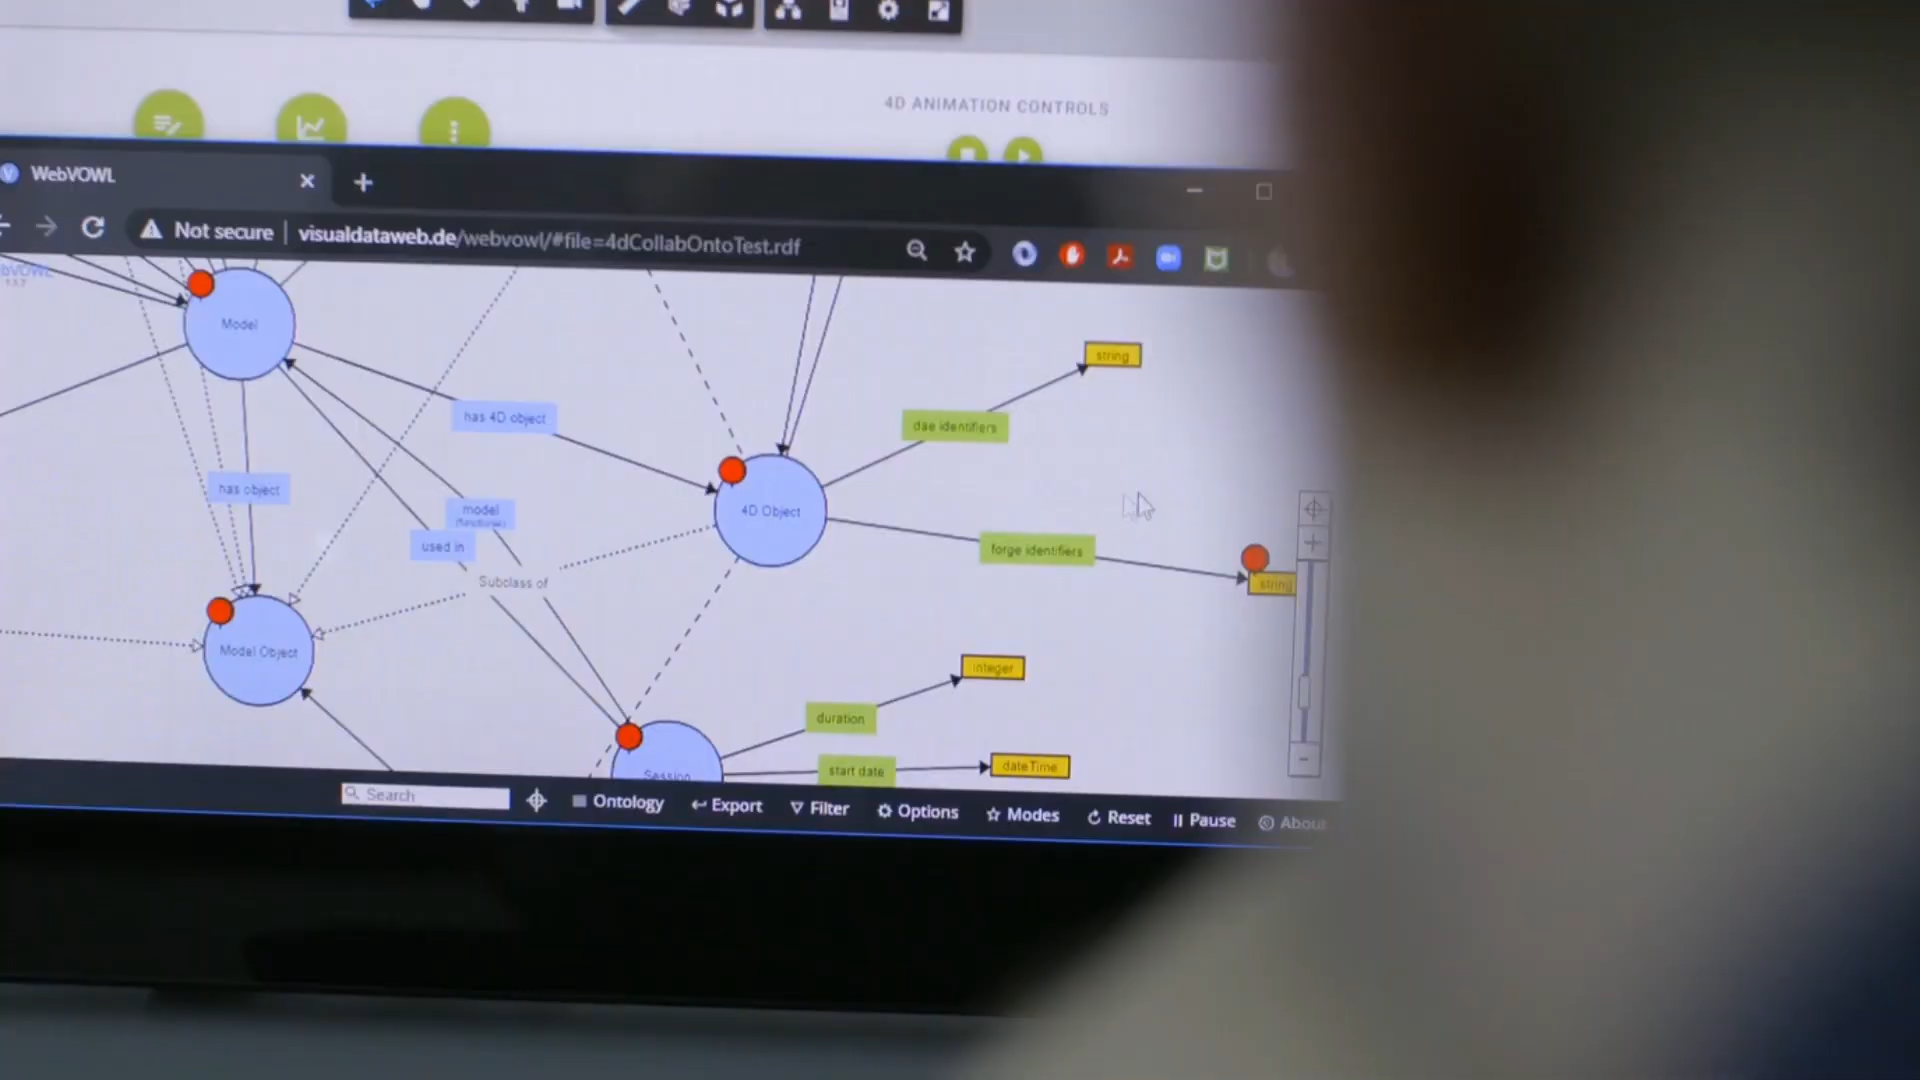 4D ANIMATION CONTROLS
WebVOWL
Not secure | visualdataweb.de/webvowl/#file=4dCollabOntoTest.rdf
Model
string
has 4D object
dae identifiers
has object
model
(functional)
4D Object
used in
forge identifiers
Subclass of
string
Model Object
integer
duration
Session
start date
dateTime
Search
Ontology
Export
Filter
Options
Modes
Reset
Pause
About